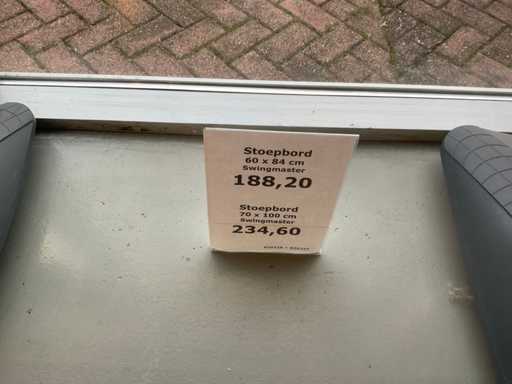 Stoepbord
60 x 84 cm
Swingmaster
188,20
Stoepbord
70 x 100 cm
Swingmaster
234,60